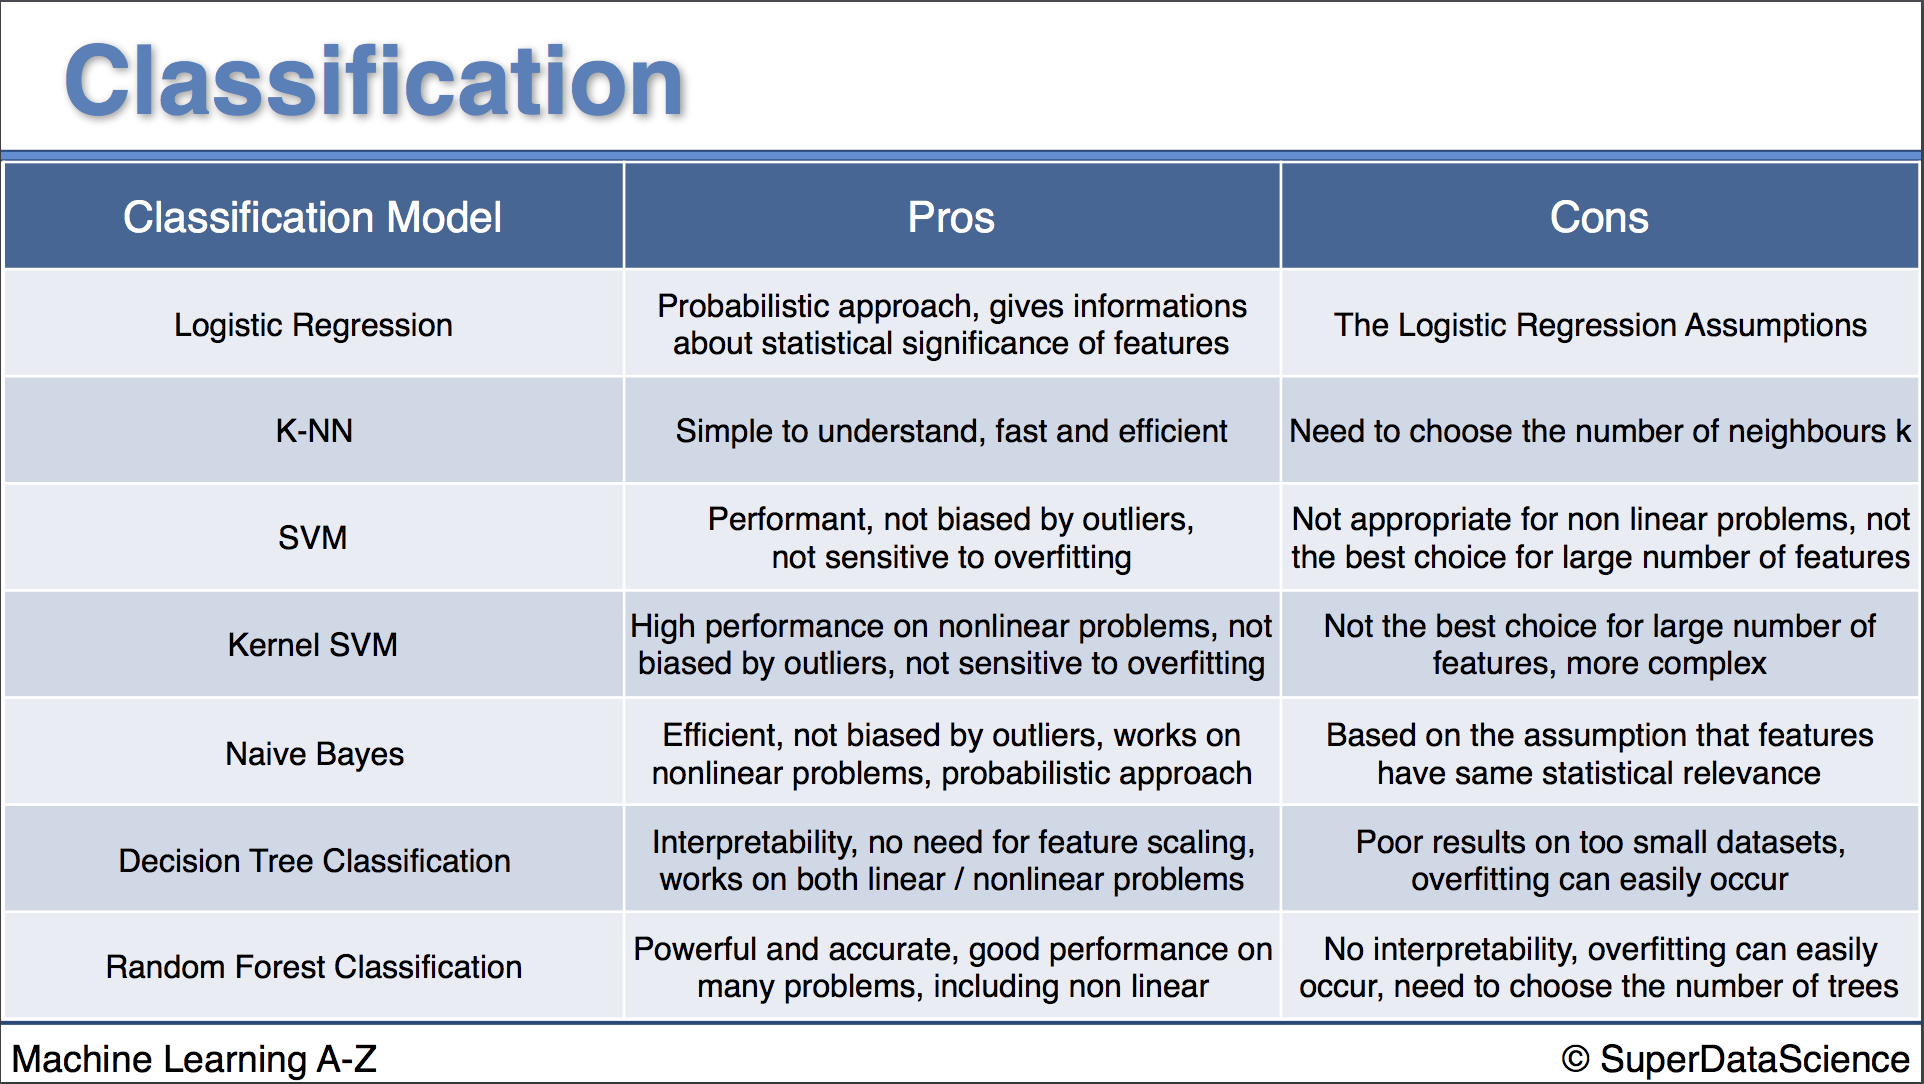 Classification
Classification Model
Pros
Cons
Logistic Regression
Probabilistic approach, gives informations
about statistical significance of features
The Logistic Regression Assumptions
K-NN
Simple to understand, fast and efficient
Need to choose the number of neighbours k
SVM
Performant, not biased by outliers,
not sensitive to overfitting
Not appropriate for non linear problems, not
the best choice for large number of features
Kernel SVM
High performance on nonlinear problems, not
biased by outliers, not sensitive to overfitting
Not the best choice for large number of
features, more complex
Naive Bayes
Efficient, not biased by outliers, works on
nonlinear problems, probabilistic approach
Based on the assumption that features
have same statistical relevance
Decision Tree Classification
Interpretability, no need for feature scaling,
works on both linear / nonlinear problems
Poor results on too small datasets,
overfitting can easily occur
Random Forest Classification
Powerful and accurate, good performance on
many problems, including non linear
No interpretability, overfitting can easily
occur, need to choose the number of trees
Machine Learning A-Z
© SuperDataScience